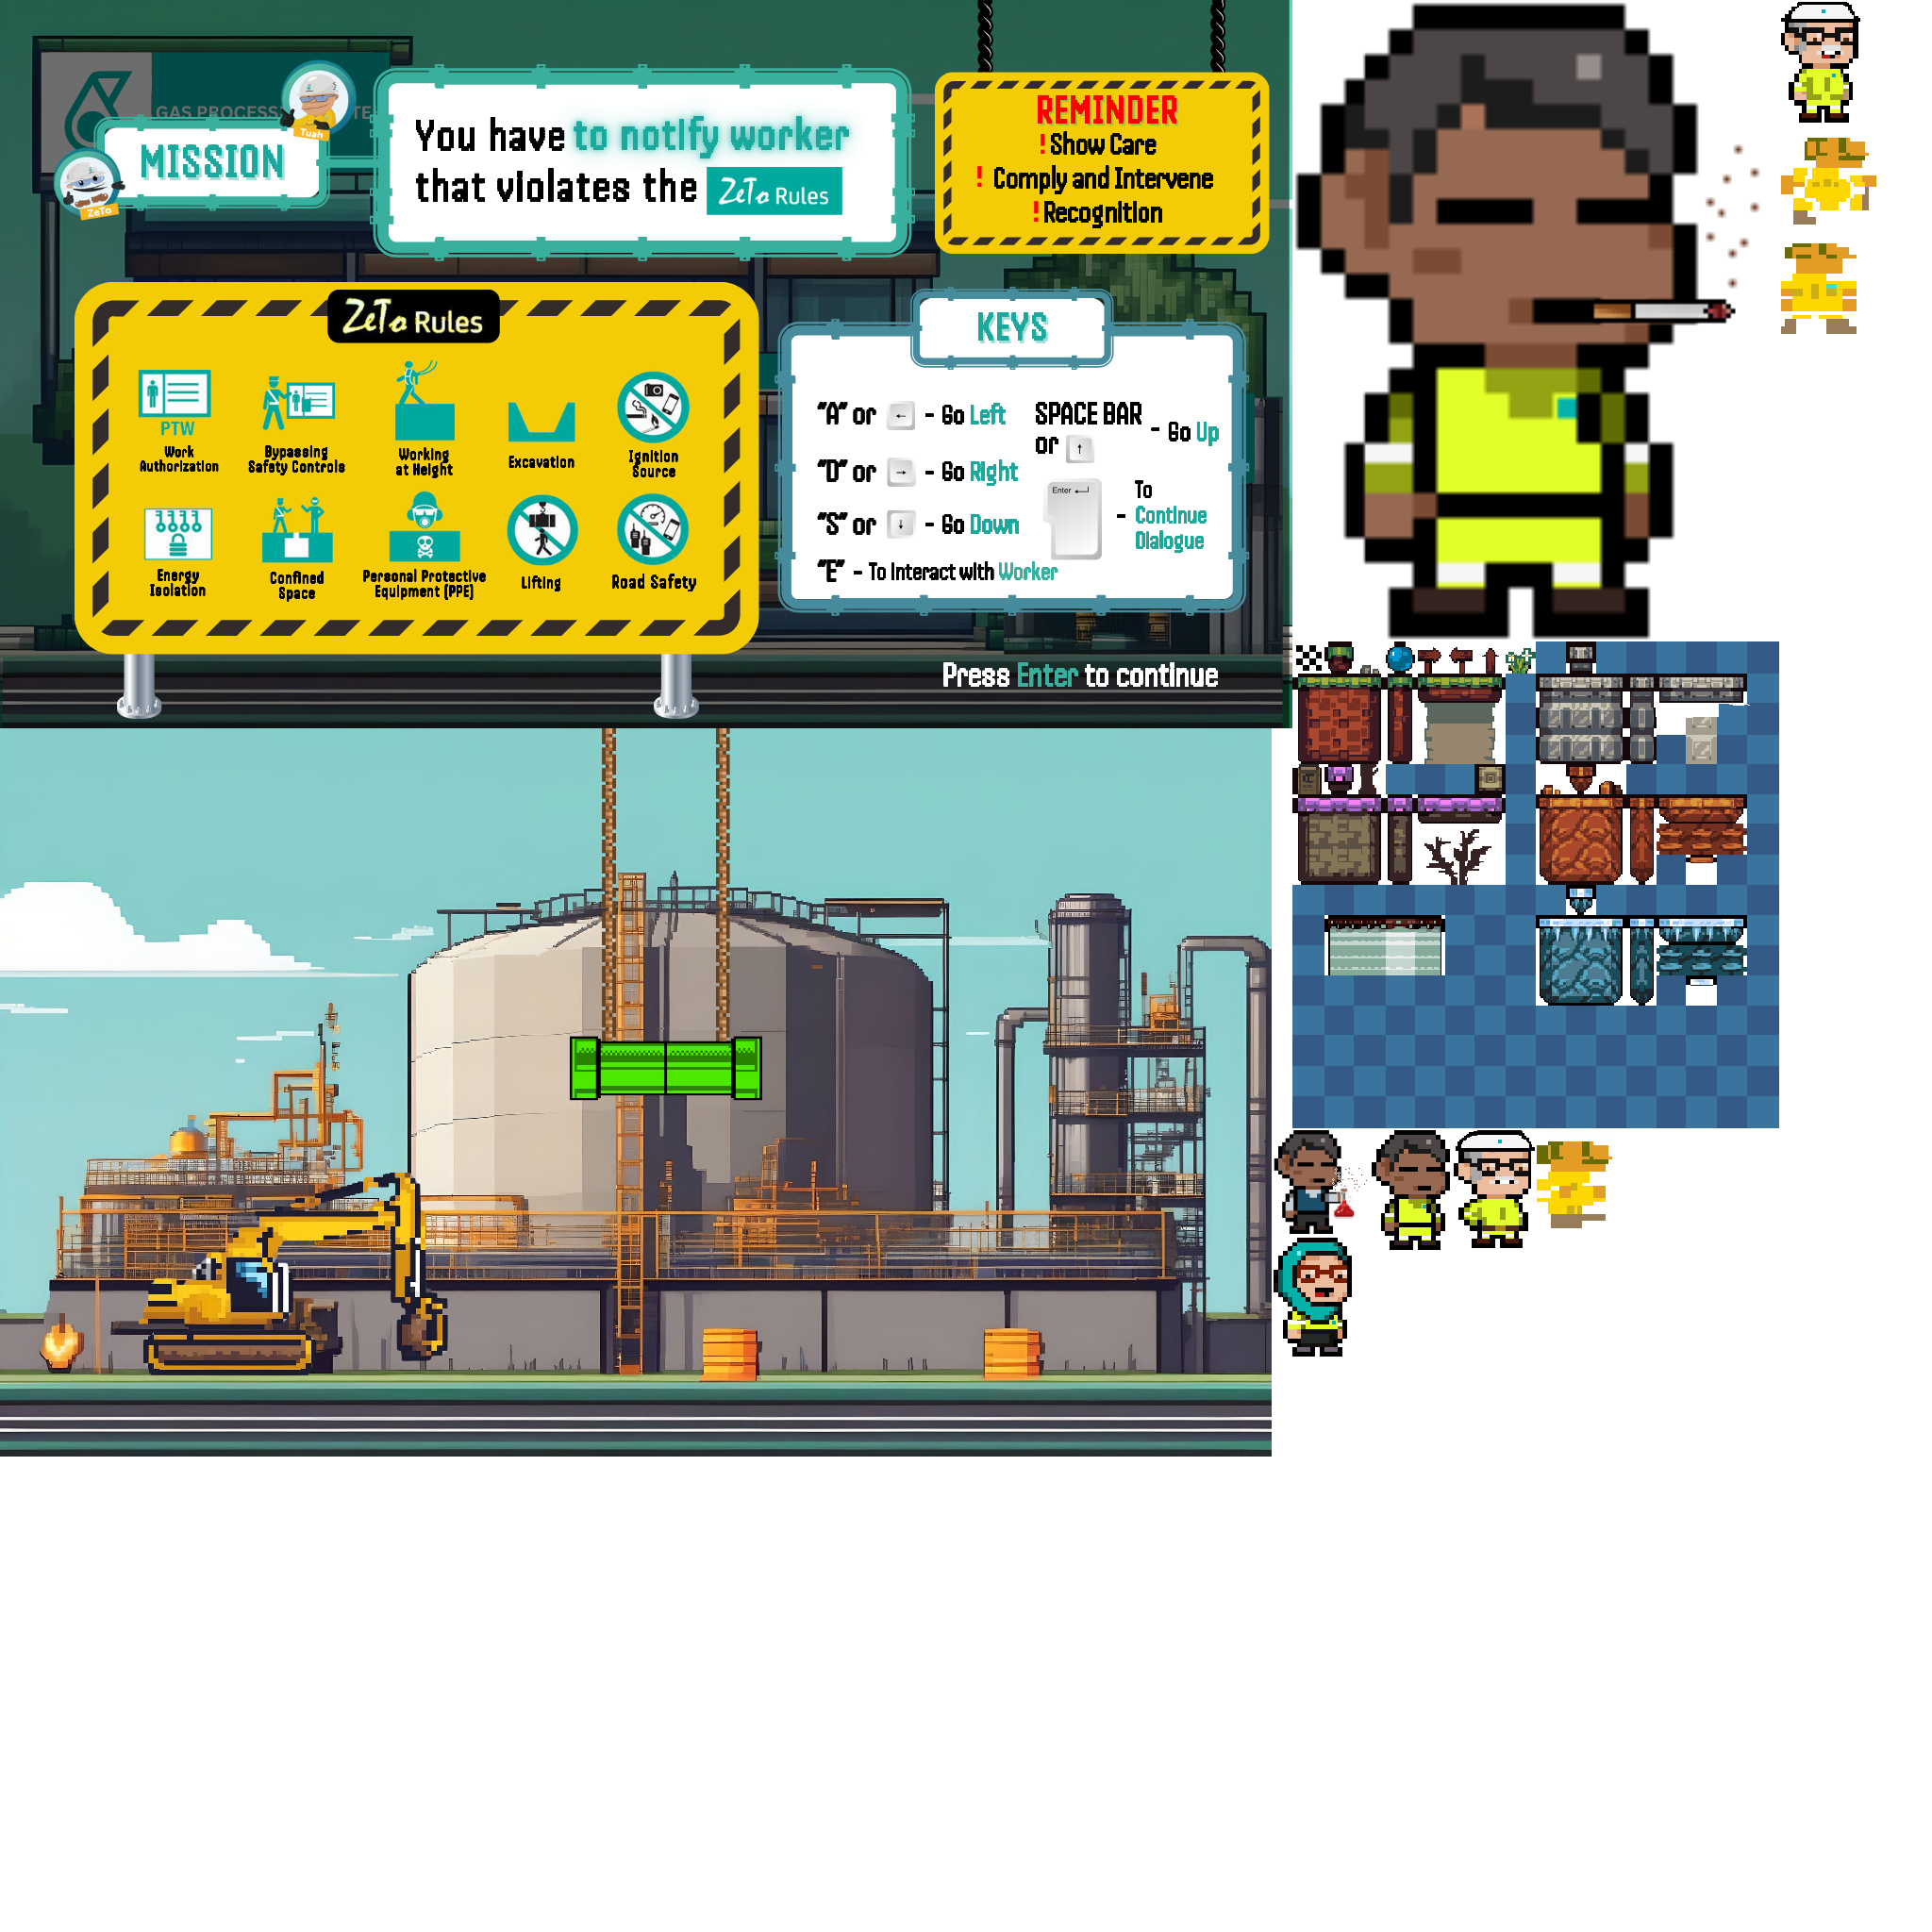 GAS PROCESS
TE
Tuah
MISSION
ZeTo
You have to notify worker
that violates the ZeTo Rules
REMINDER
! Show Care
! Comply and Intervene
! Recognition
ZeTo Rules
PTW
Work
Authorization
Bypassing
Safety Controls
Working
at Height
Excavation
Ignition
Source
Energy
Isolation
Confined
Space
Personal Protective
Equipment (PPE)
Lifting
Road Safety
KEYS
"A" or ← - Go Left
"D" or → - Go Right
"S" or ↓ - Go Down
"E" - To Interact with Worker
SPACE BAR
or ↑ - Go Up
Enter
- To
Continue
Dialogue
Press Enter to continue